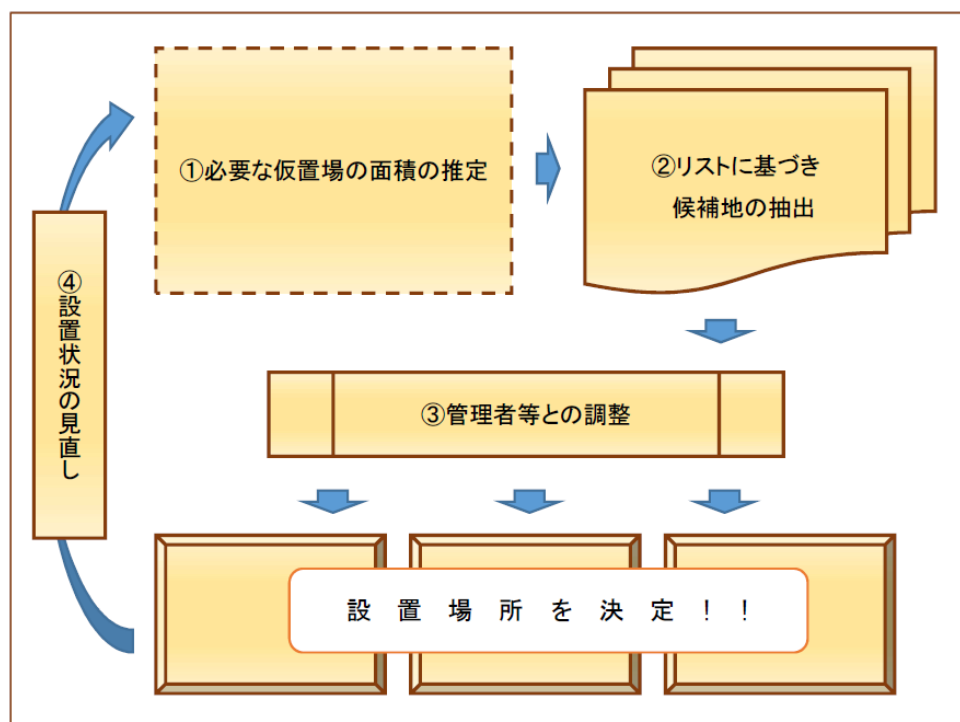 ①必要な仮置場の面積の推定
②リストに基づき
候補地の抽出
③管理者等との調整
④設置状況の見直し
設置場所を決定！！